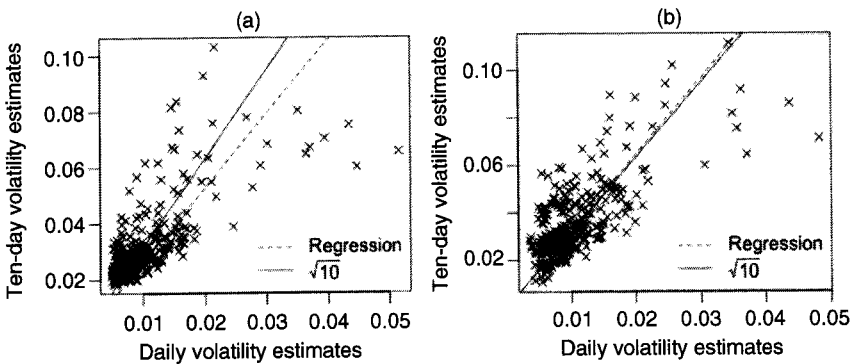 (a)
Ten-day volatility estimates
0.10
0.08
0.06
0.04
0.02
Regression
√10
0.01 0.02 0.03 0.04 0.05
Daily volatility estimates
(b)
Ten-day volatility estimates
0.10
0.06
0.02
Regression
√10
0.01 0.02 0.03 0.04 0.05
Daily volatility estimates